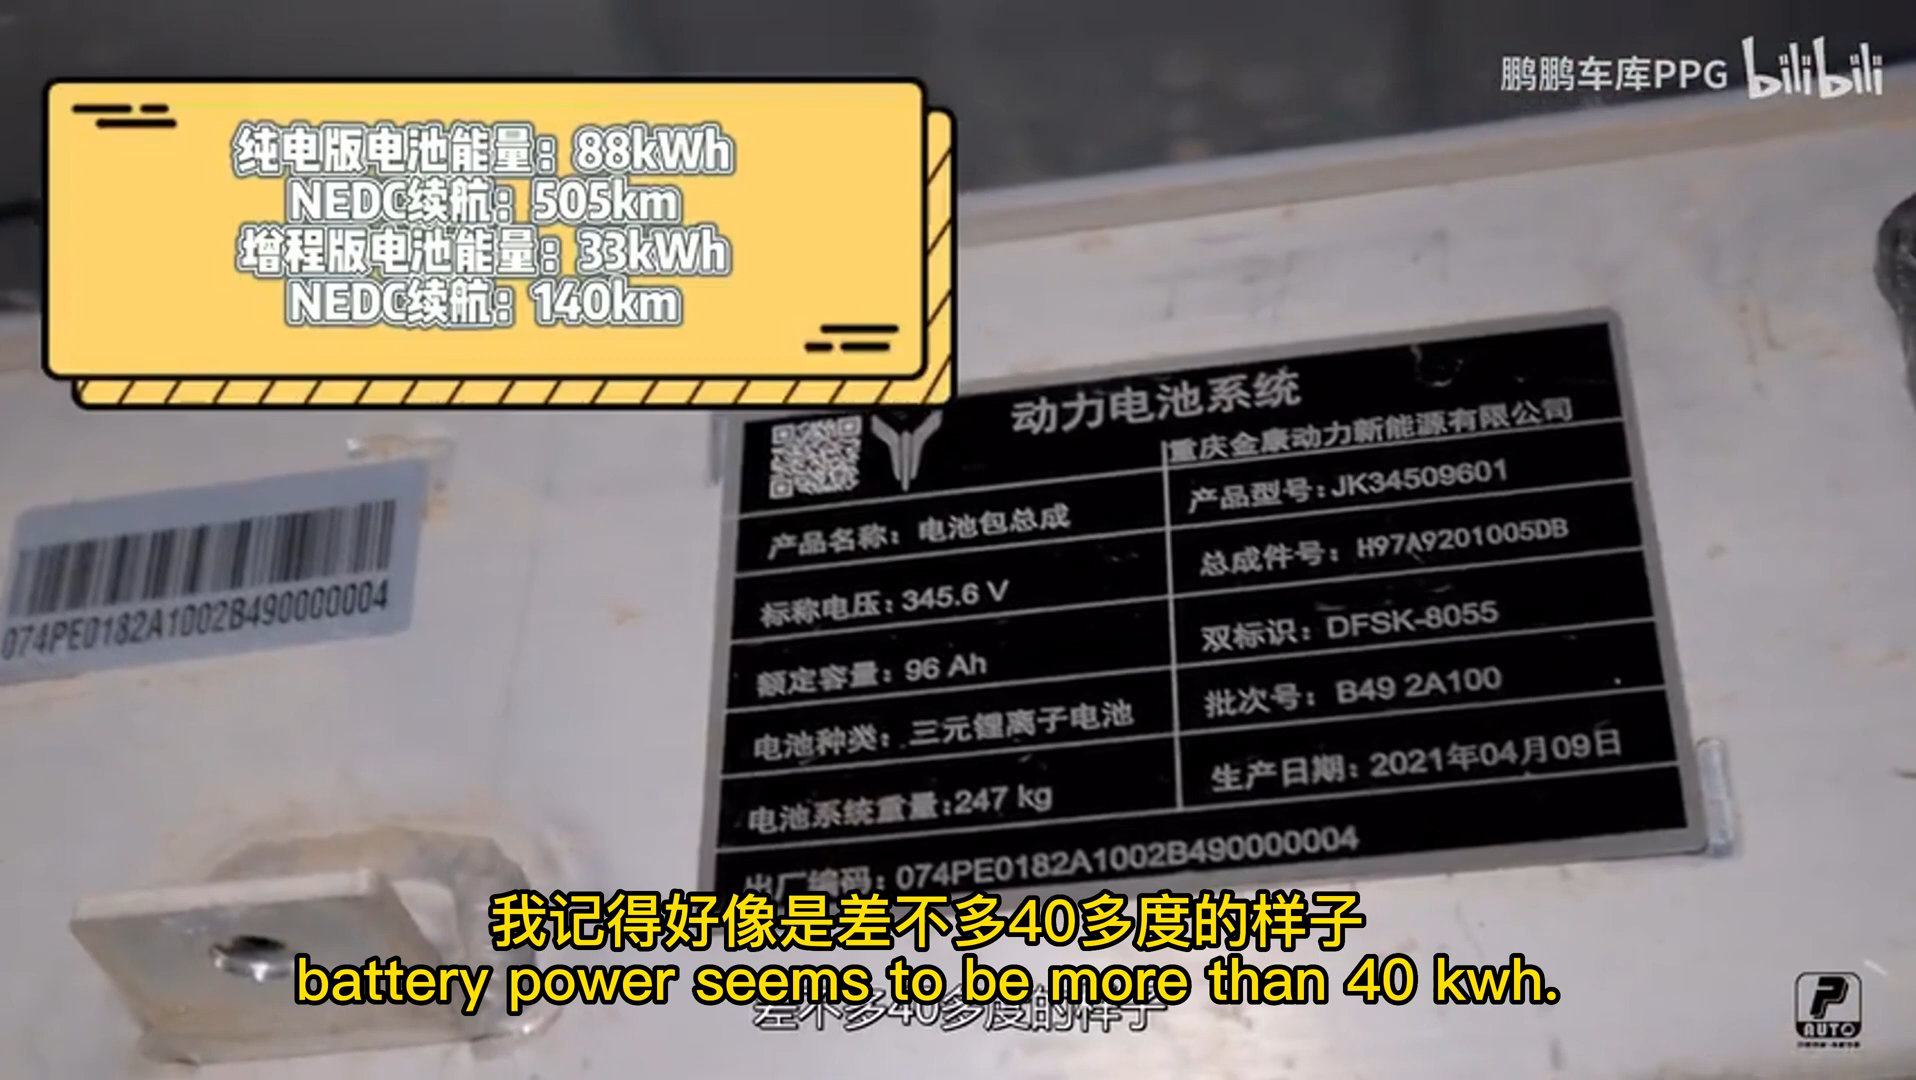 鹏鹏车库PPG bilibili
纯电版电池能量：88kWh
NEDC续航：505km
增程版电池能量：33kWh
NEDC续航：140km
动力电池系统
重庆金康动力新能源有限公司
产品名称：电池包总成
产品型号：JK34509601
标称电压：345.6 V
总成件号：H97A9201005DB
额定容量：96 Ah
双标识：DFSK-8055
电池种类：三元锂离子电池
批次号：B49 2A100
电池系统重量：247 kg
生产日期：2021年04月09日
出厂编码：074PE0182A1002B490000004
074PE0182A1002B490000004
我记得好像是差不多40多度的样子
battery power seems to be more than 40 kwh.
差不多40多度的样子
P AUTO